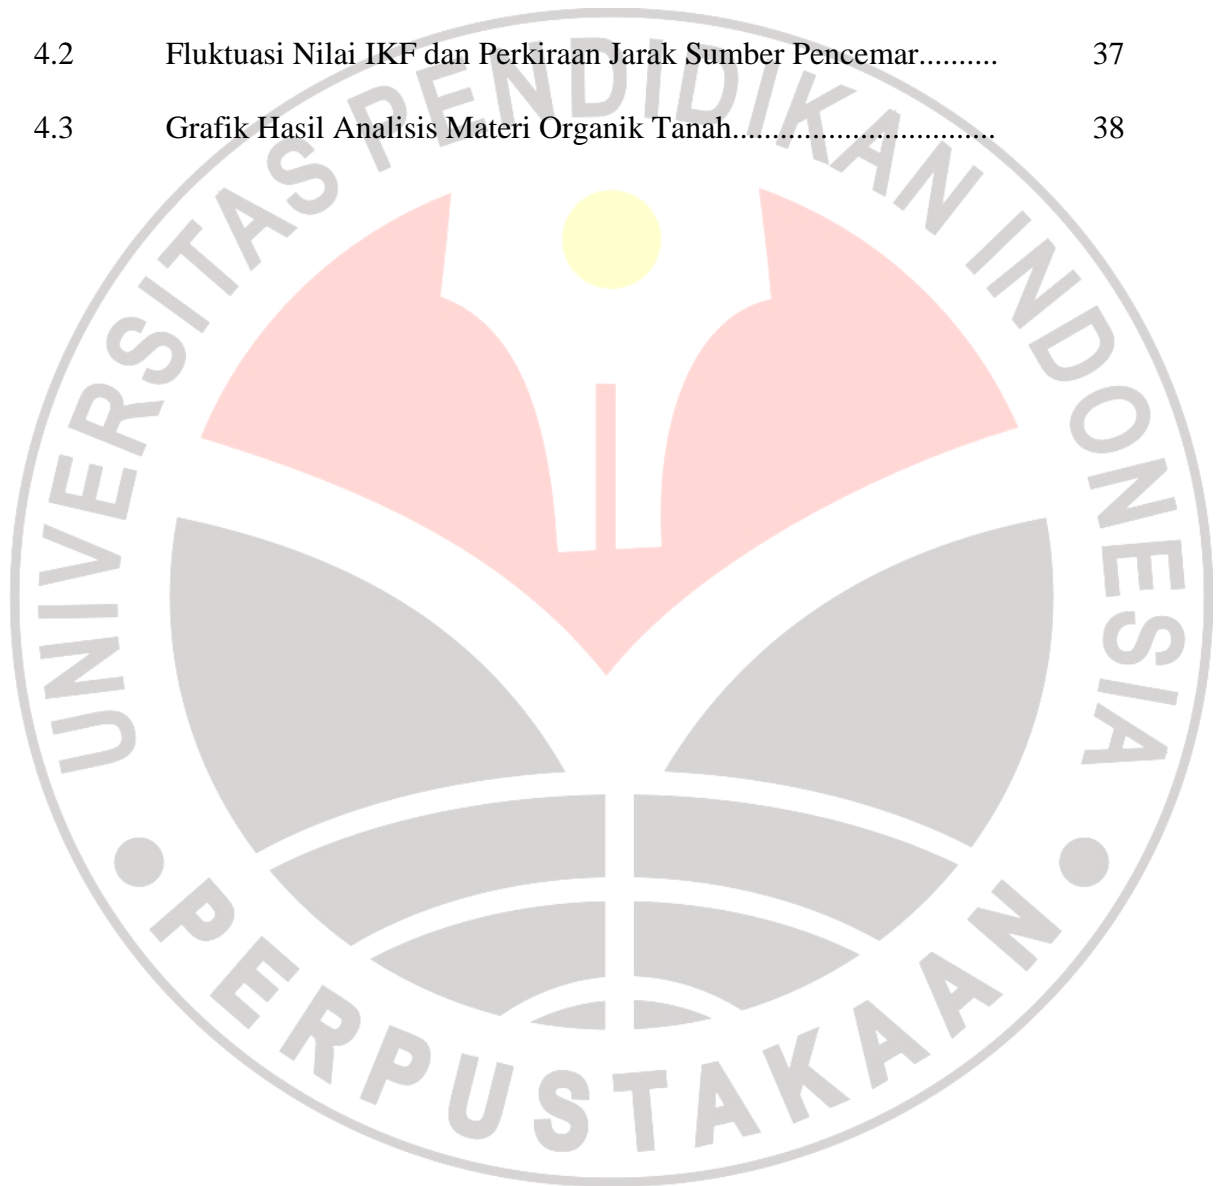 4.2 Fluktuasi Nilai IKF dan Perkiraan Jarak Sumber Pencemar.......... 37
4.3 Grafik Hasil Analisis Materi Organik Tanah................................. 38
UNIVERSITAS PENDIDIKAN INDONESIA
PERPUSTAKAAN